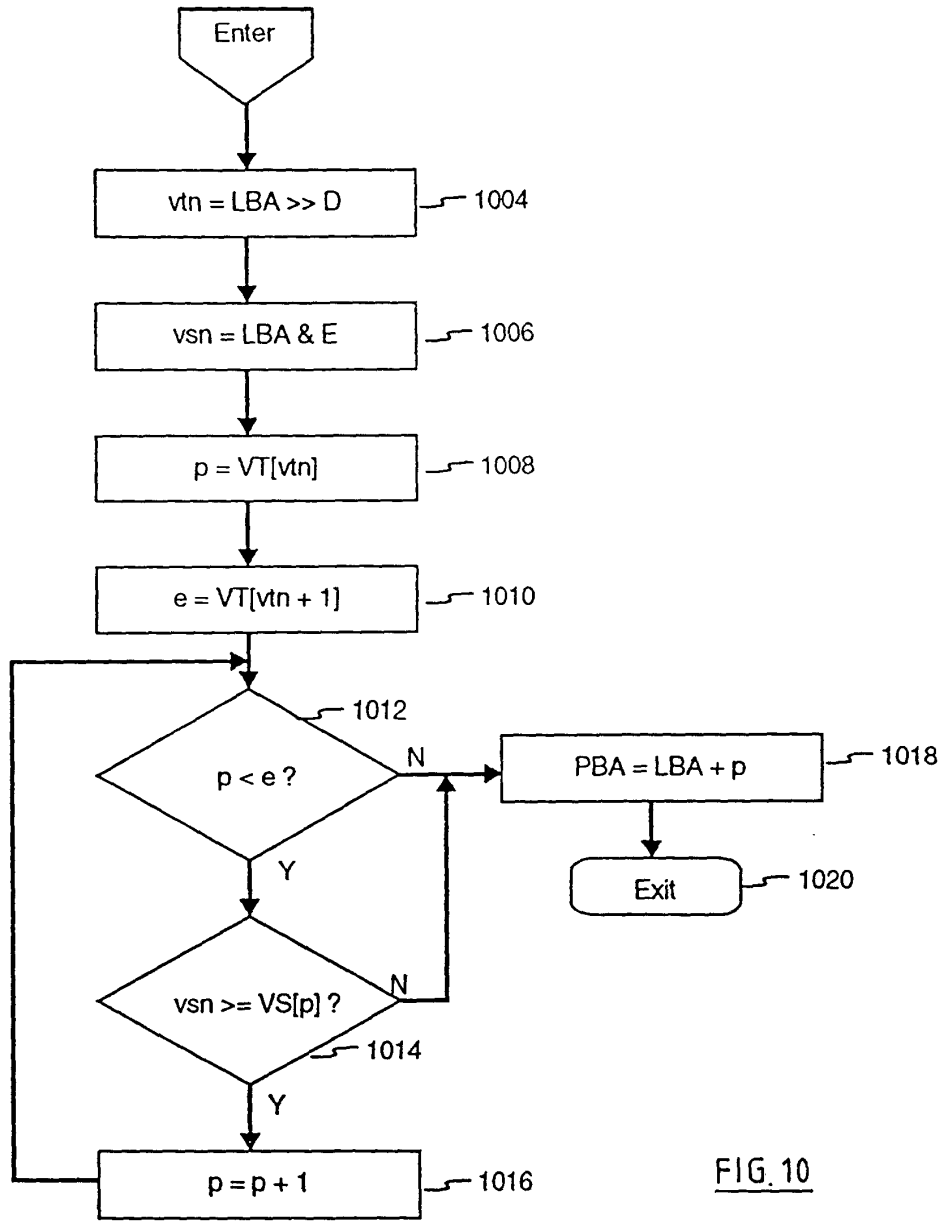 Enter
vtn = LBA >> D
1004
vsn = LBA & E
1006
p = VT[vtn]
1008
e = VT[vtn + 1]
1010
1012
p < e ?
N
PBA = LBA + p
1018
Y
Exit
1020
vsn >= VS[p] ?
N
1014
Y
p = p + 1
1016
FIG. 10